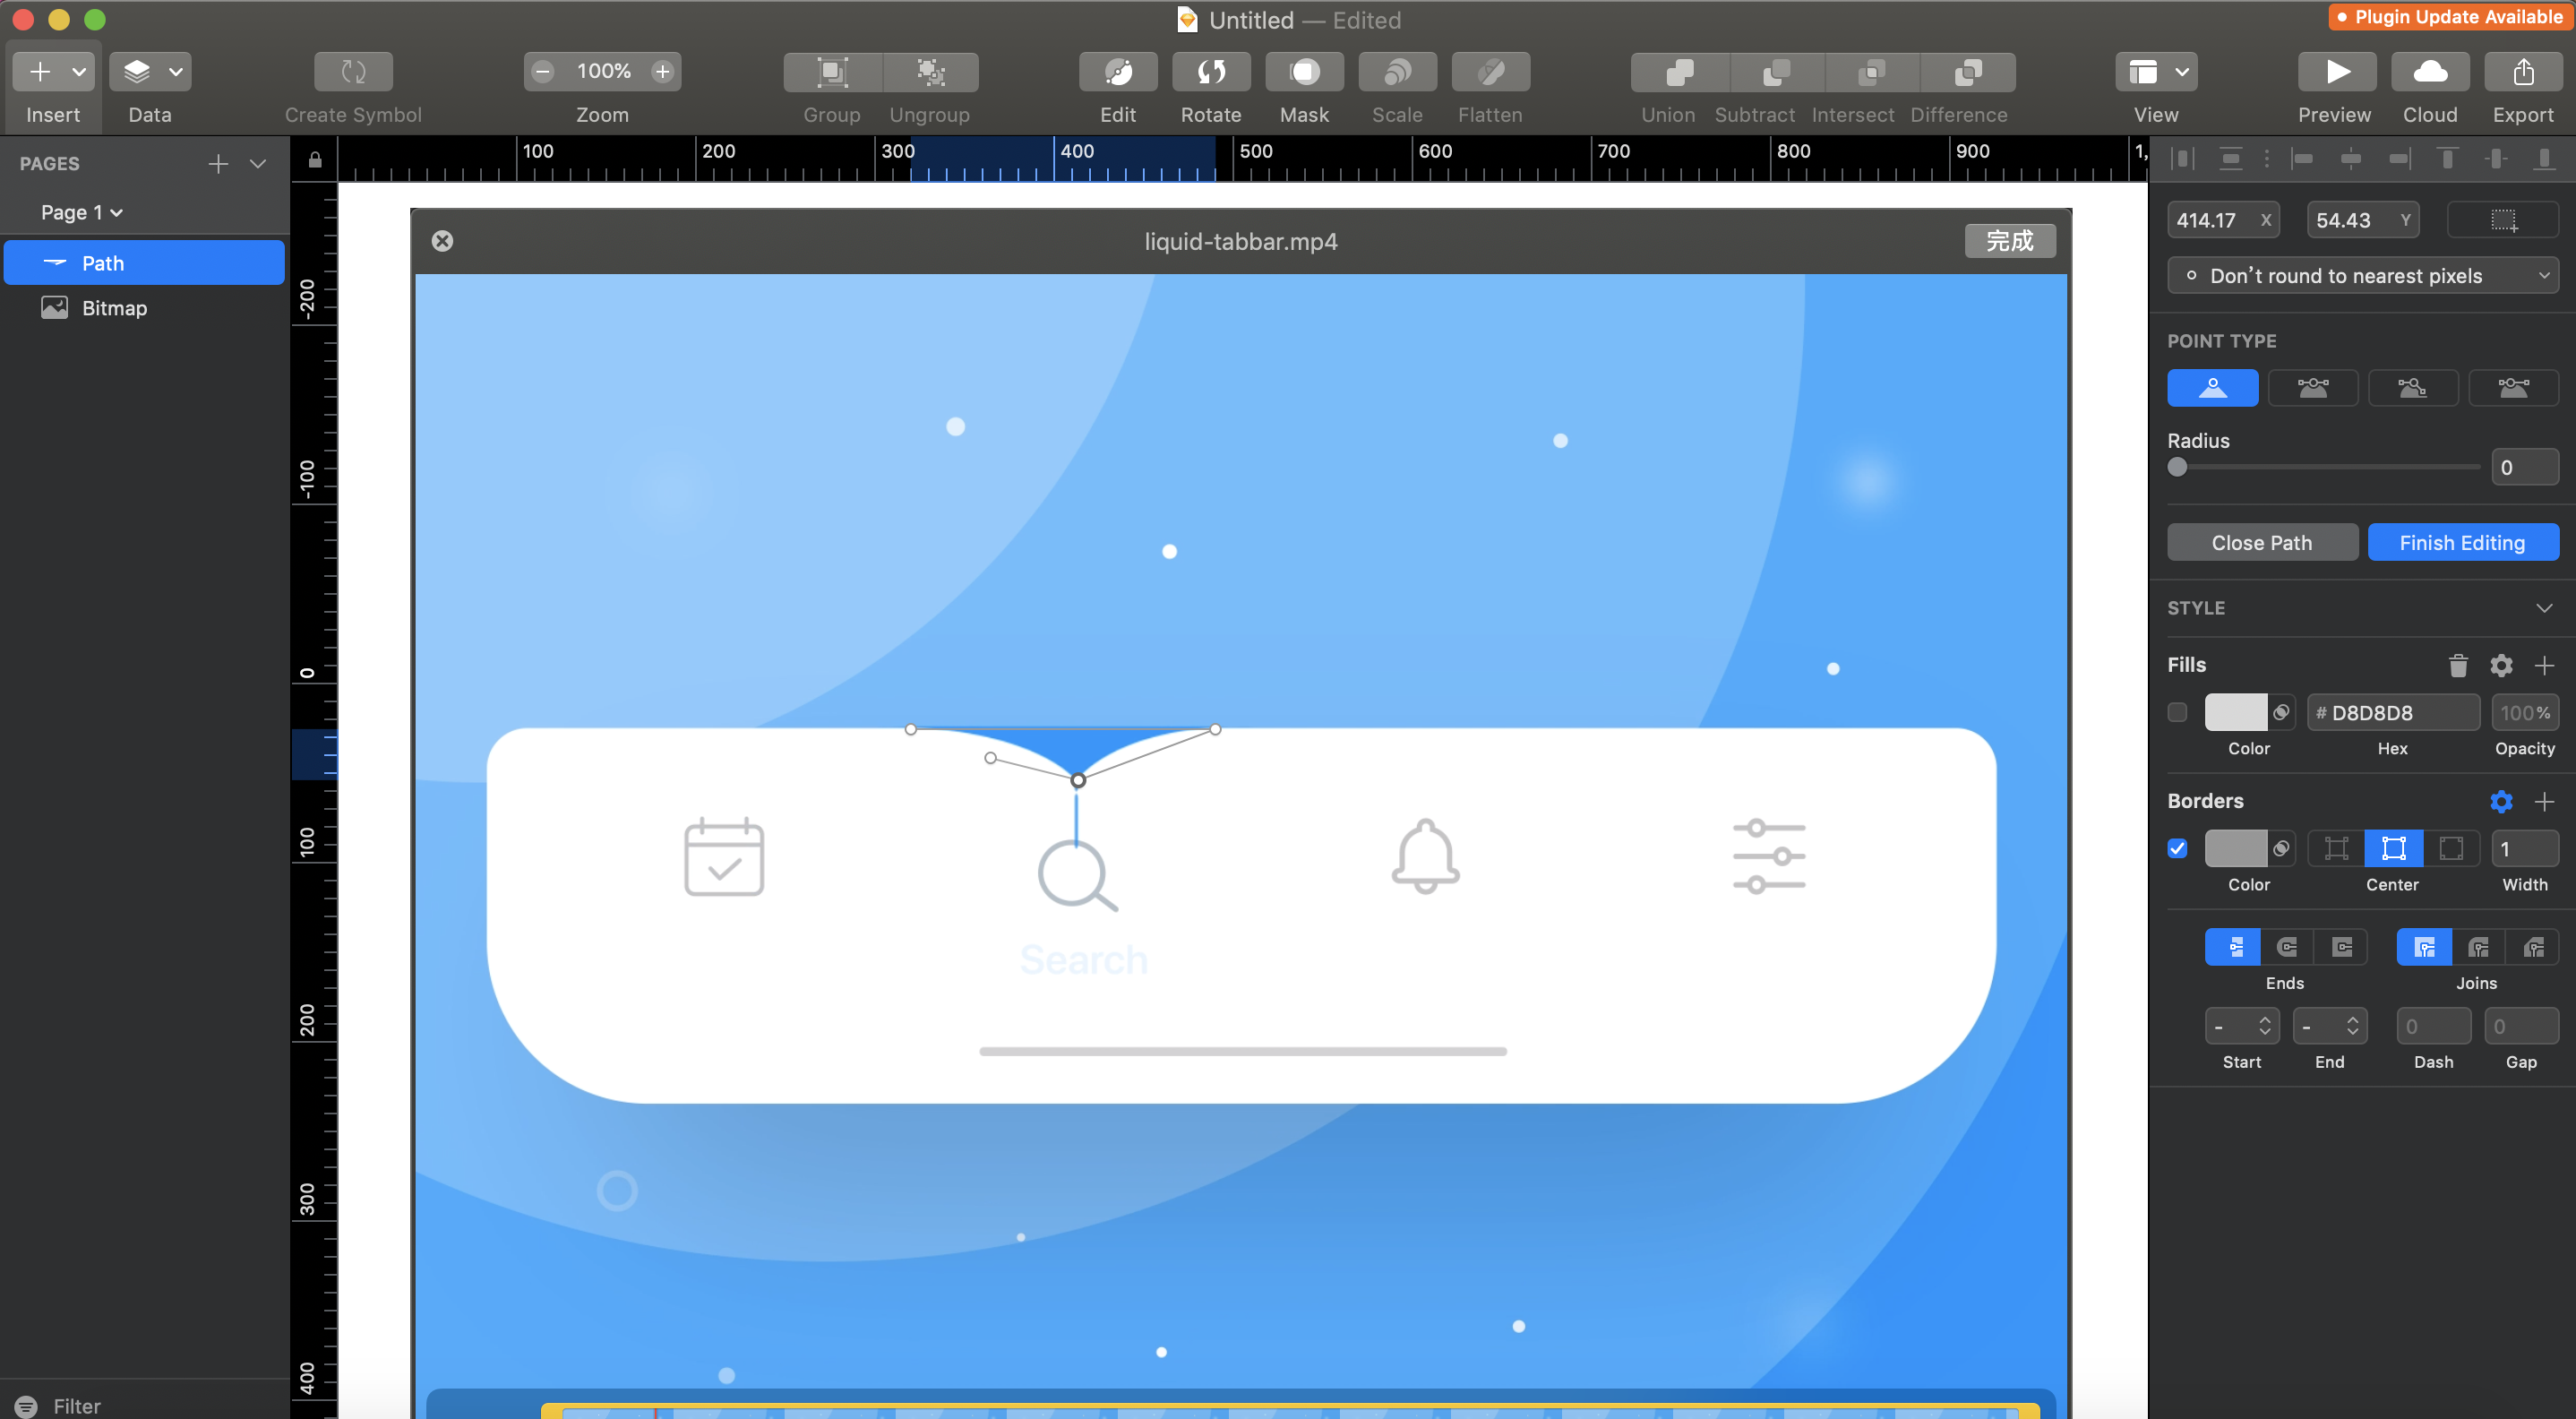 Untitled — Edited
Plugin Update Available
100%
Insert
Data
Create Symbol
Zoom
Group
Ungroup
Edit
Rotate
Mask
Scale
Flatten
Union
Subtract
Intersect
Difference
View
Preview
Cloud
Export
PAGES
Page 1
Path
Bitmap
Filter
100
200
300
400
500
600
700
800
900
1,
-200
-100
0
100
200
300
400
liquid-tabbar.mp4
完成
Search
414.17 X
54.43 Y
Don't round to nearest pixels
POINT TYPE
Radius
0
Close Path
Finish Editing
STYLE
Fills
# D8D8D8
100%
Color
Hex
Opacity
Borders
1
Color
Center
Width
Ends
Joins
-
-
0
0
Start
End
Dash
Gap